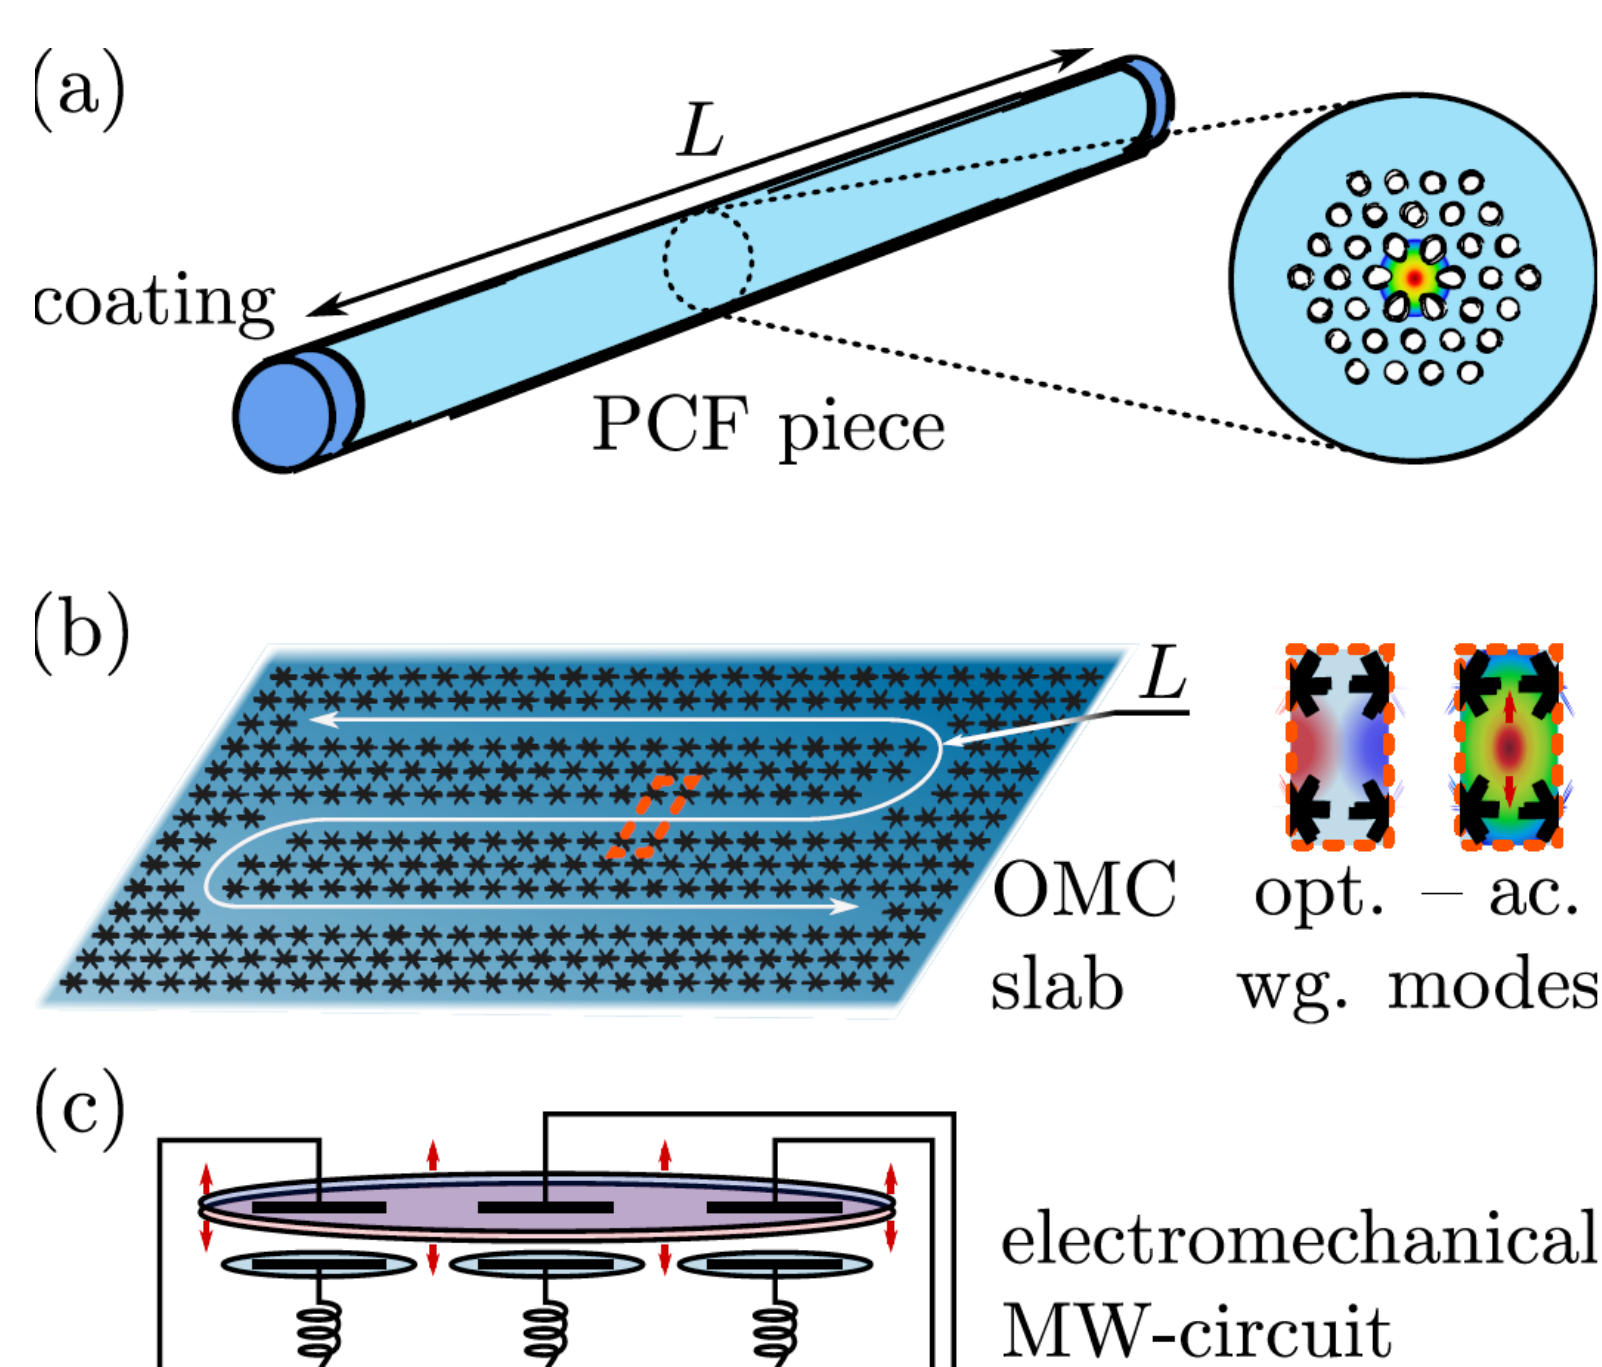 (a)
L
coating
PCF piece
(b)
L
OMC
slab
opt. – ac.
wg. modes
(c)
electromechanical
MW-circuit